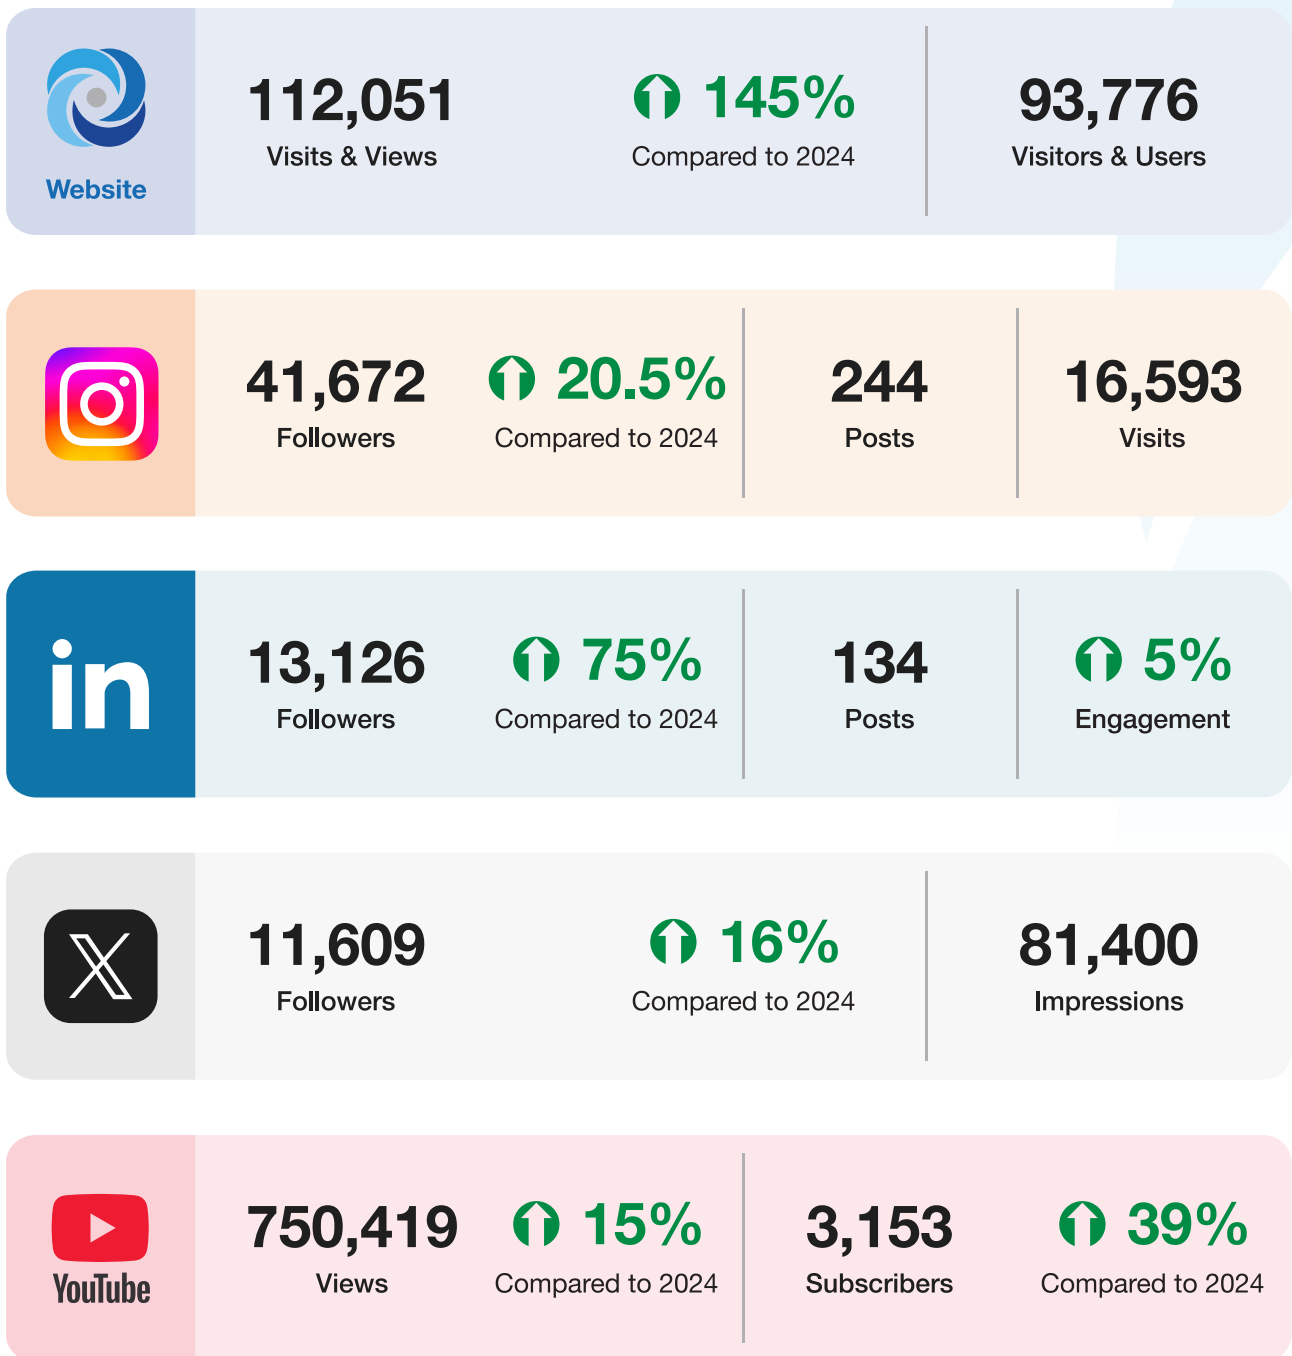 Website
112,051
Visits & Views
145%
Compared to 2024
93,776
Visitors & Users
41,672
Followers
20.5%
Compared to 2024
244
Posts
16,593
Visits
in
13,126
Followers
75%
Compared to 2024
134
Posts
5%
Engagement
X
11,609
Followers
16%
Compared to 2024
81,400
Impressions
YouTube
750,419
Views
15%
Compared to 2024
3,153
Subscribers
39%
Compared to 2024